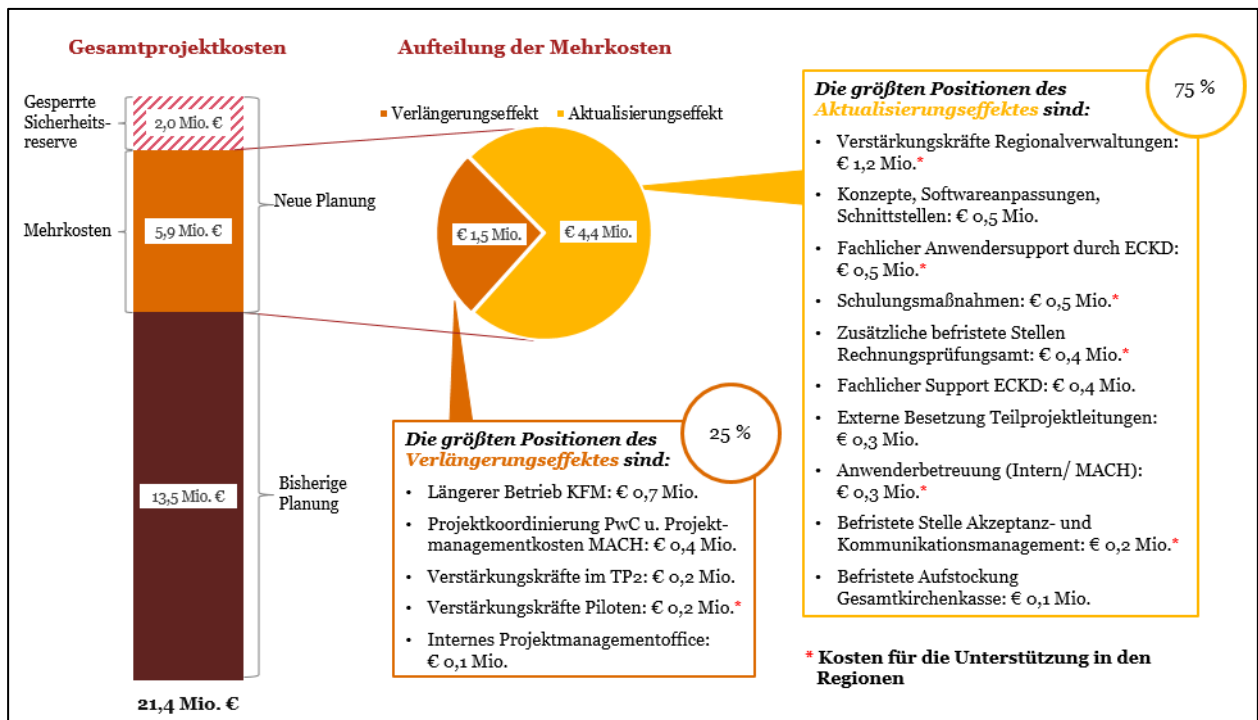 Gesamtprojektkosten
Gesperrte
Sicherheits-
reserve
2,0 Mio. €
Mehrkosten
5,9 Mio. €
Neue Planung
13,5 Mio. €
Bisherige
Planung
21,4 Mio. €
Aufteilung der Mehrkosten
Verlängerungseffekt
Aktualisierungseffekt
€ 1,5 Mio.
€ 4,4 Mio.
25 %
Die größten Positionen des
Verlängerungseffektes sind:
• Längerer Betrieb KFM: € 0,7 Mio.
• Projektkoordinierung PwC u. Projekt-
managementkosten MACH: € 0,4 Mio.
• Verstärkungskräfte im TP2: € 0,2 Mio.
• Verstärkungskräfte Piloten: € 0,2 Mio.*
• Internes Projektmanagementoffice:
€ 0,1 Mio.
75 %
Die größten Positionen des
Aktualisierungseffektes sind:
• Verstärkungskräfte Regionalverwaltungen:
€ 1,2 Mio.*
• Konzepte, Softwareanpassungen,
Schnittstellen: € 0,5 Mio.
• Fachlicher Anwendersupport durch ECKD:
€ 0,5 Mio.*
• Schulungsmaßnahmen: € 0,5 Mio.*
• Zusätzliche befristete Stellen
Rechnungsprüfungsamt: € 0,4 Mio.*
• Fachlicher Support ECKD: € 0,4 Mio.
• Externe Besetzung Teilprojektleitungen:
€ 0,3 Mio.
• Anwenderbetreuung (Intern/ MACH):
€ 0,3 Mio.*
• Befristete Stelle Akzeptanz- und
Kommunikationsmanagement: € 0,2 Mio.*
• Befristete Aufstockung
Gesamtkirchenkasse: € 0,1 Mio.
* Kosten für die Unterstützung in den
Regionen